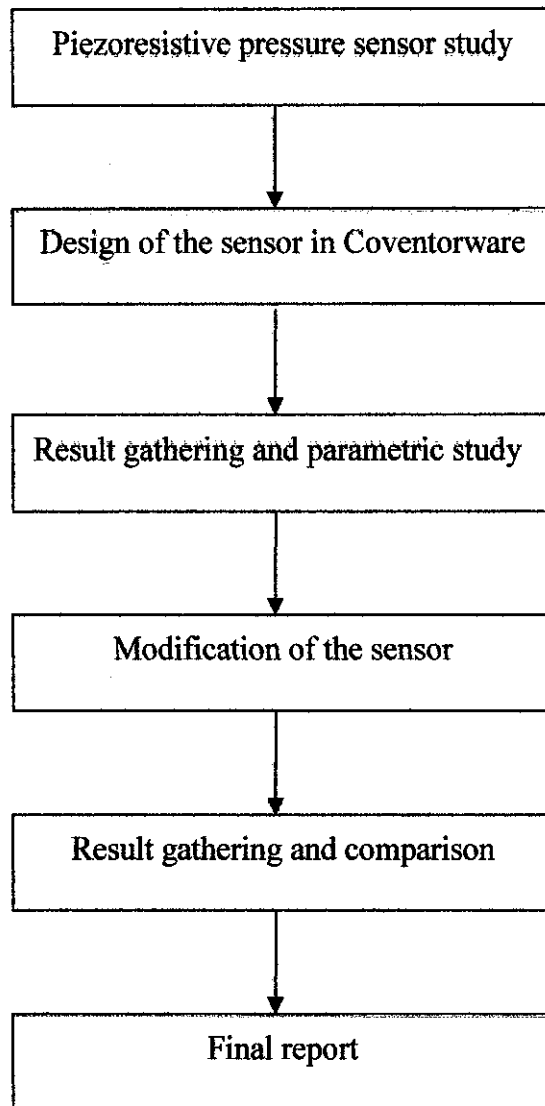 Piezoresistive pressure sensor study
Design of the sensor in Coventorware
Result gathering and parametric study
Modification of the sensor
Result gathering and comparison
Final report